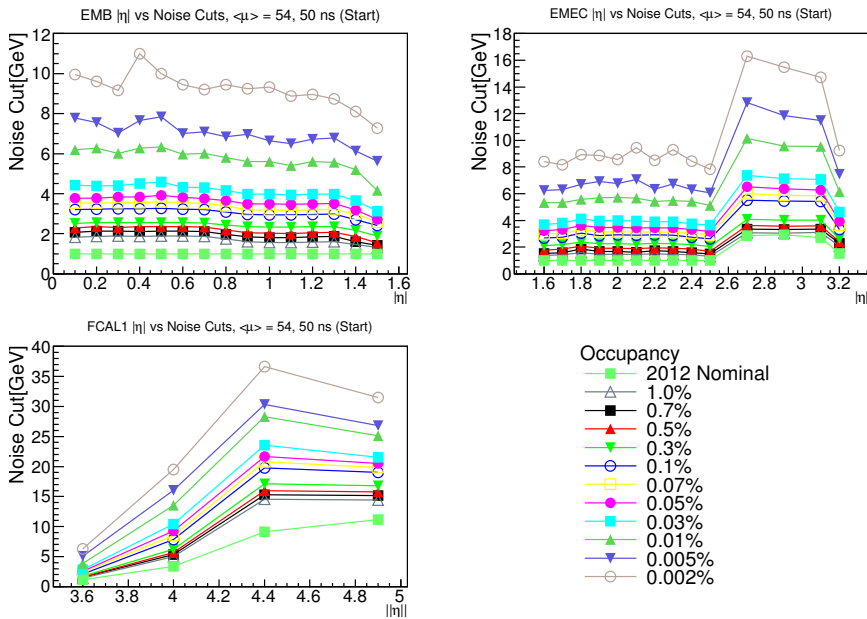 EMB |η| vs Noise Cuts, <μ> = 54, 50 ns (Start)
Noise Cut[GeV]
12
10
8
6
4
2
0
0 0.2 0.4 0.6 0.8 1 1.2 1.4 1.6
|η|
EMEC |η| vs Noise Cuts, <μ> = 54, 50 ns (Start)
Noise Cut[GeV]
18
16
14
12
10
8
6
4
2
0
1.6 1.8 2 2.2 2.4 2.6 2.8 3 3.2
|η|
FCAL1 |η| vs Noise Cuts, <μ> = 54, 50 ns (Start)
Noise Cut[GeV]
40
35
30
25
20
15
10
5
0
3.6 3.8 4 4.2 4.4 4.6 4.8 5
||η||
Occupancy
2012 Nominal
1.0%
0.7%
0.5%
0.3%
0.1%
0.07%
0.05%
0.03%
0.01%
0.005%
0.002%